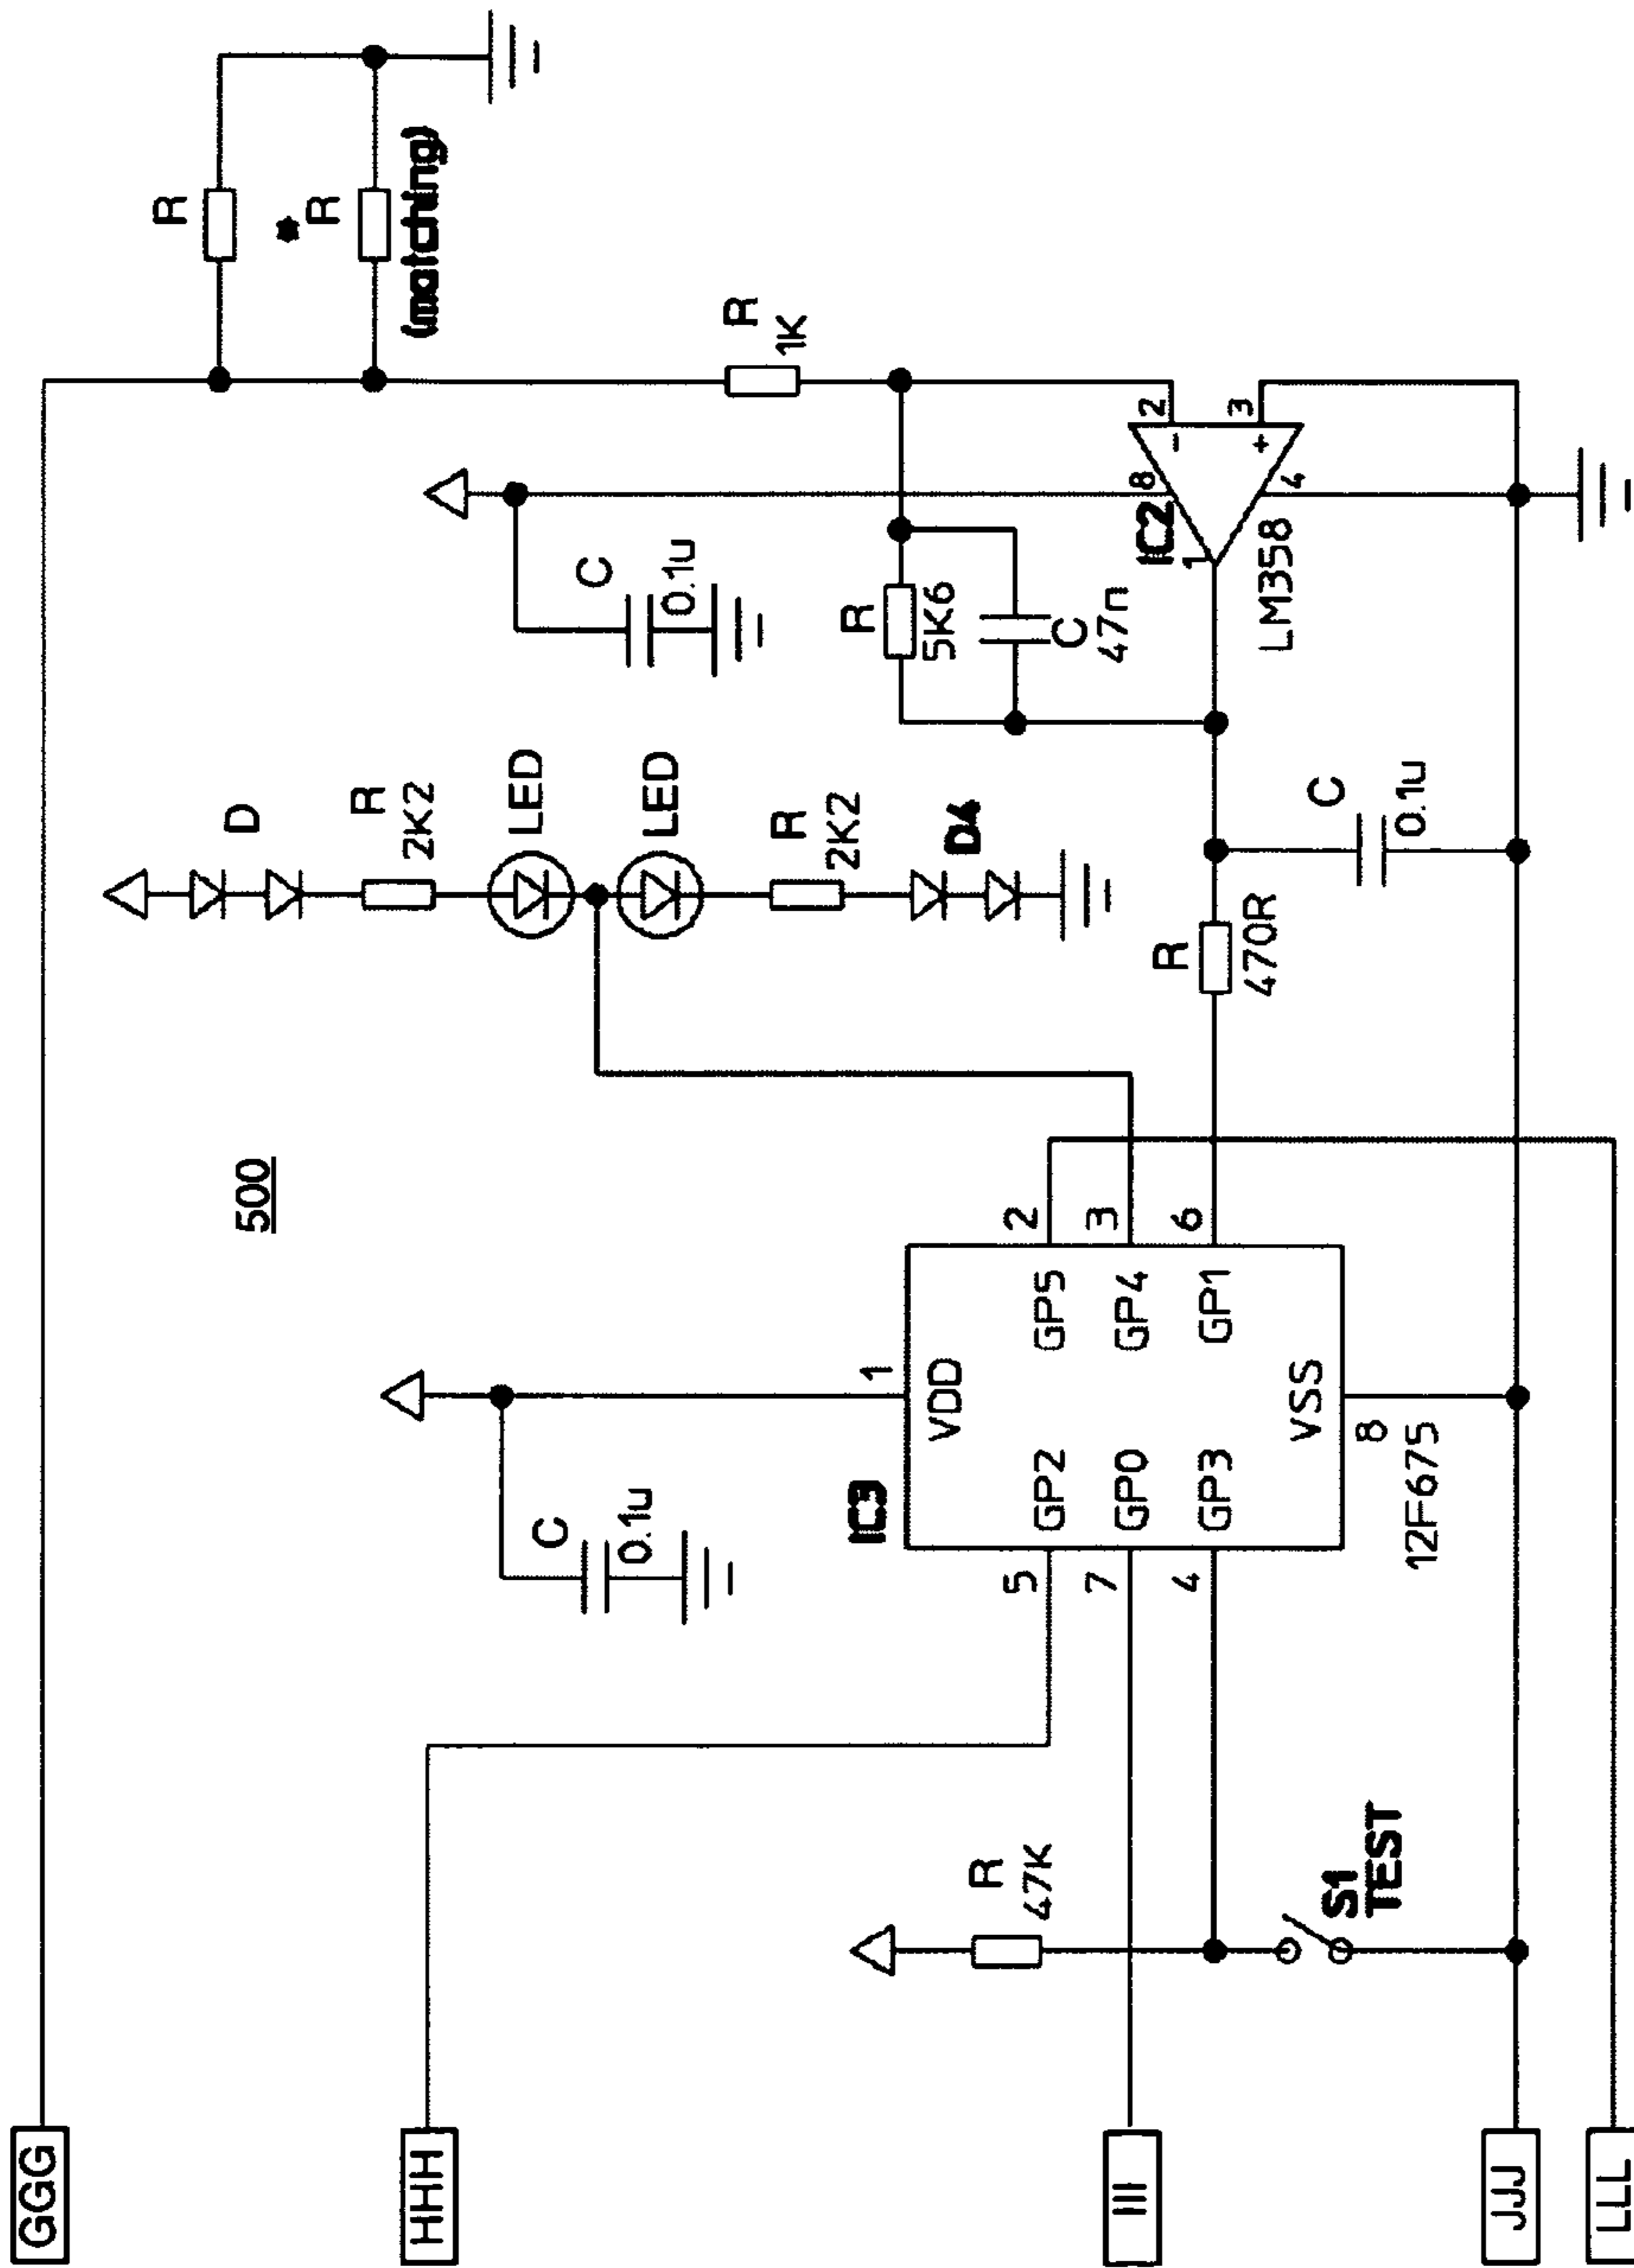 500
GGG
HHH
III
JJJ
LLL
R
*
R
(matching)
D
R
2K2
LED
LED
R
2K2
D4
C
0.1u
R
1K
R
5K6
C
47n
2
3
8
4
1
-
+
IC2
LM358
R
470R
C
0.1u
C
0.1u
IC3
1
VDD
GP2
GP5
GP0
GP4
GP3
GP1
VSS
5
7
4
2
3
6
8
12F675
R
47K
S1
TEST